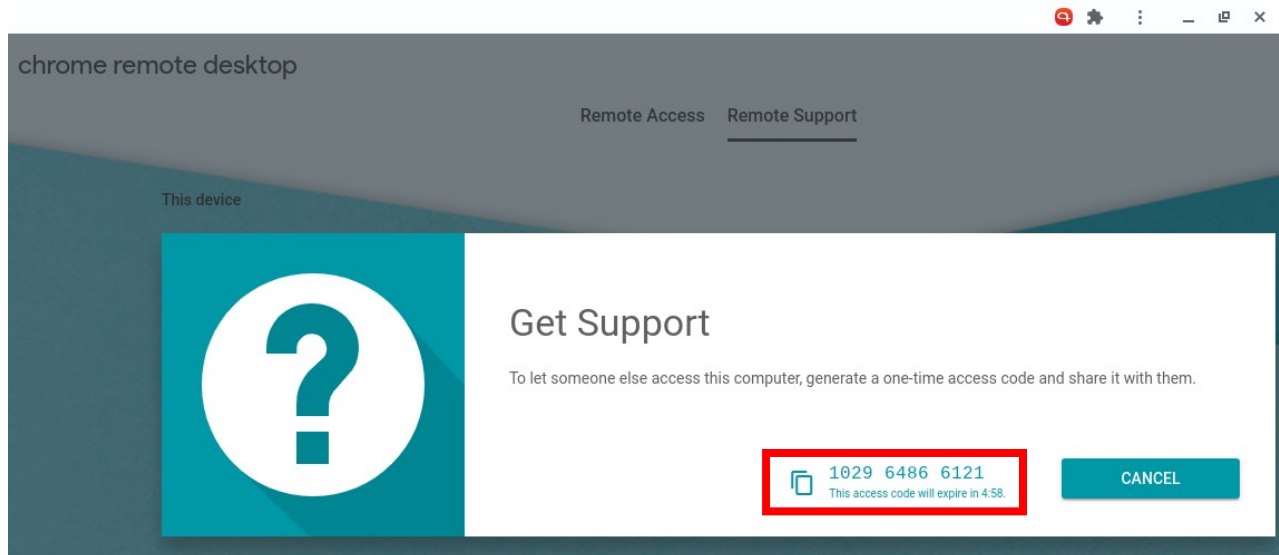 chrome remote desktop
Remote Access Remote Support
This device
Get Support
To let someone else access this computer, generate a one-time access code and share it with them.
1029 6486 6121
This access code will expire in 4:58.
CANCEL